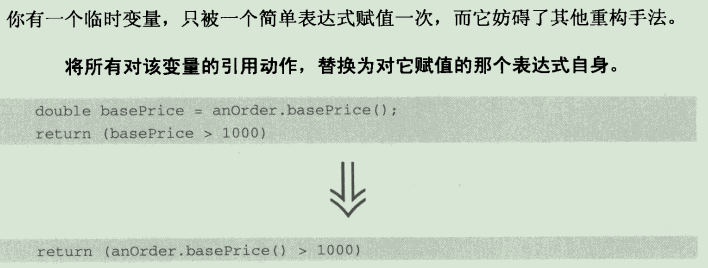 你有一个临时变量，只被一个简单表达式赋值一次，而它妨碍了其他重构手法。
将所有对该变量的引用动作，替换为对它赋值的那个表达式自身。
double basePrice = anOrder.basePrice();
return (basePrice > 1000)
return (anOrder.basePrice() > 1000)